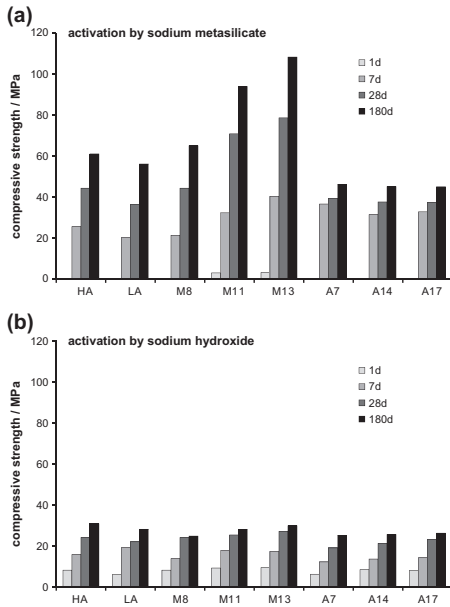 (a)
activation by sodium metasilicate
compressive strength / MPa
120
100
80
60
40
20
0
1d
7d
28d
180d
HA LA M8 M11 M13 A7 A14 A17
(b)
activation by sodium hydroxide
compressive strength / MPa
120
100
80
60
40
20
0
1d
7d
28d
180d
HA LA M8 M11 M13 A7 A14 A17